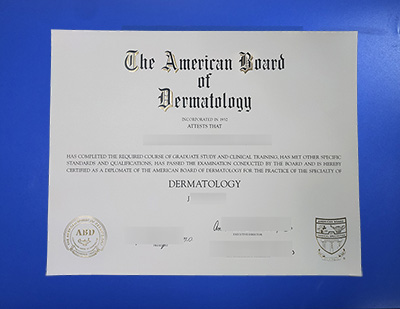 The American Board
of
Dermatology
INCORPORATED IN 1932
ATTESTS THAT
HAS COMPLETED THE REQUIRED COURSE OF GRADUATE STUDY AND CLINICAL TRAINING, HAS MET OTHER SPECIFIC
STANDARDS AND QUALIFICATIONS, HAS PASSED THE EXAMINATION CONDUCTED BY THE BOARD AND IS HEREBY
CERTIFIED AS A DIPLOMATE OF THE AMERICAN BOARD OF DERMATOLOGY FOR THE PRACTICE OF THE SPECIALTY OF
DERMATOLOGY
J
ABD
EXECUTIVE DIRECTOR